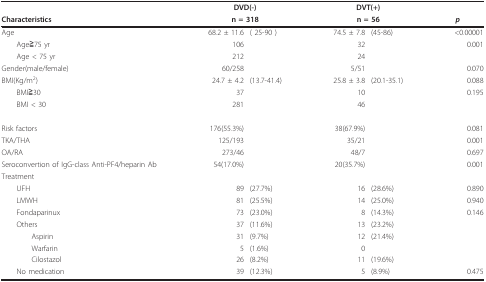 DVD(-) DVT(+)
Characteristics n = 318 n = 56 p
Age 68.2 ± 11.6 ( 25-90 ) 74.5 ± 7.8 (45-86) <0.00001
Age≧75 yr 106 32 0.001
Age < 75 yr 212 24
Gender(male/female) 60/258 5/51 0.070
BMI(Kg/m2) 24.7 ± 4.2 (13.7-41.4) 25.8 ± 3.8 (20.1-35.1) 0.088
BMI≧30 37 10 0.195
BMI < 30 281 46
Risk factors 176(55.3%) 38(67.9%) 0.081
TKA/THA 125/193 35/21 0.001
OA/RA 273/46 48/7 0.697
Seroconvertion of IgG-class Anti-PF4/heparin Ab 54(17.0%) 20(35.7%) 0.001
Treatment
UFH 89 (27.7%) 16 (28.6%) 0.890
LMWH 81 (25.5%) 14 (25.0%) 0.940
Fondaparinux 73 (23.0%) 8 (14.3%) 0.146
Others 37 (11.6%) 13 (23.2%)
Aspirin 31 (9.7%) 12 (21.4%)
Warfarin 5 (1.6%) 0
Cilostazol 26 (8.2%) 11 (19.6%)
No medication 39 (12.3%) 5 (8.9%) 0.475